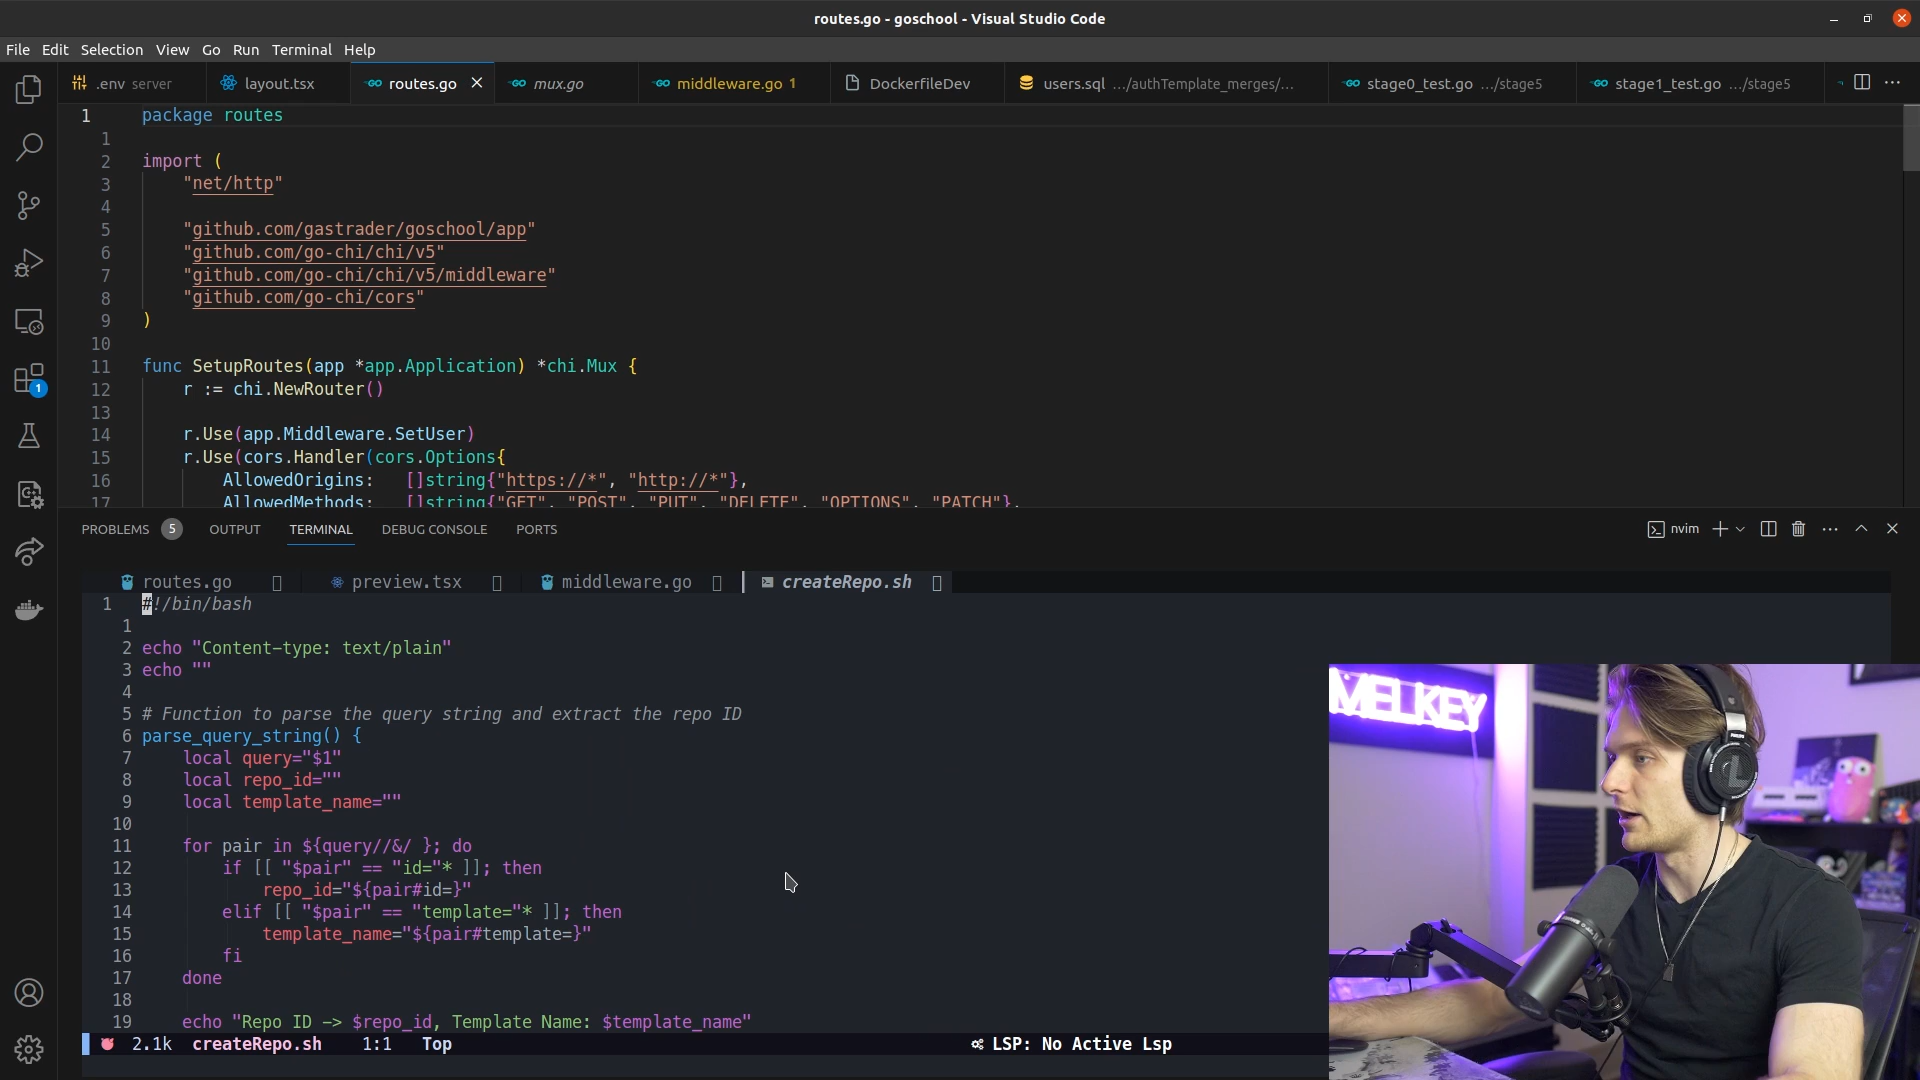 routes.go - goschool - Visual Studio Code
File Edit Selection View Go Run Terminal Help
.env server layout.tsx routes.go mux.go middleware.go 1 DockerfileDev users.sql .../authTemplate_merges/... stage0_test.go .../stage5 stage1_test.go .../stage5
1 package routes
1
2 import (
3 "net/http"
4
5 "github.com/gastrader/goschool/app"
6 "github.com/go-chi/chi/v5"
7 "github.com/go-chi/chi/v5/middleware"
8 "github.com/go-chi/cors"
9 )
10
11 func SetupRoutes(app *app.Application) *chi.Mux {
12 r := chi.NewRouter()
13
14 r.Use(app.Middleware.SetUser)
15 r.Use(cors.Handler(cors.Options{
16 AllowedOrigins: []string{"https://*", "http://*"},
17 AllowedMethods: []string{"GET", "POST", "PUT", "DELETE", "OPTIONS", "PATCH"},
1
PROBLEMS 5 OUTPUT TERMINAL DEBUG CONSOLE PORTS nvim
routes.go preview.tsx middleware.go createRepo.sh
1 #!/bin/bash
1
2 echo "Content-type: text/plain"
3 echo ""
4
5 # Function to parse the query string and extract the repo ID
6 parse_query_string() {
7 local query="$1"
8 local repo_id=""
9 local template_name=""
10
11 for pair in ${query//&/ }; do
12 if [[ "$pair" == "id="* ]]; then
13 repo_id="${pair#id=}"
14 elif [[ "$pair" == "template="* ]]; then
15 template_name="${pair#template=}"
16 fi
17 done
18
19 echo "Repo ID -> $repo_id, Template Name: $template_name"
2.1k createRepo.sh 1:1 Top LSP: No Active Lsp
MELKEY